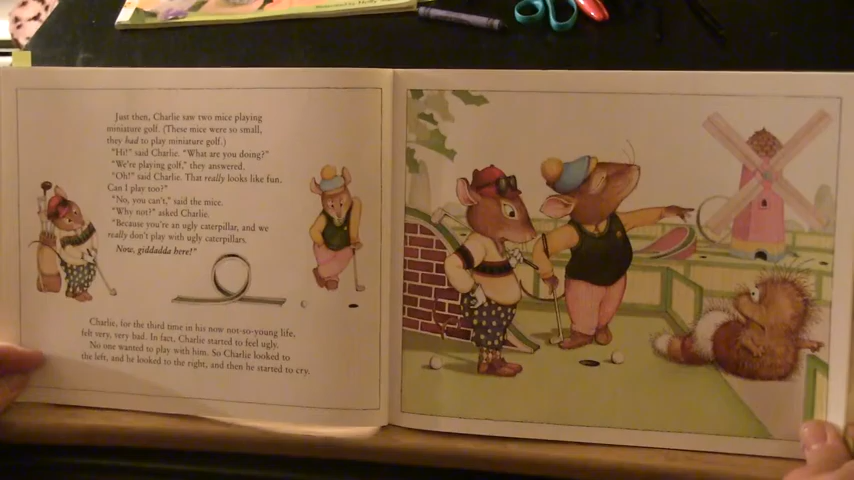 Just then, Charlie saw two mice playing
miniature golf. (These mice were so small,
they had to play miniature golf.)
"Hi!" said Charlie. "What are you doing?"
"We're playing golf," they answered.
"Oh!" said Charlie. That really looks like fun.
Can I play too?"
"No, you can't," said the mice.
"Why not?" asked Charlie.
"Because you're an ugly caterpillar, and we
really don't play with ugly caterpillars.
Now, giddadda here!"
Charlie, for the third time in his now not-so-young life,
felt very, very bad. In fact, Charlie started to feel ugly.
No one wanted to play with him. So Charlie looked to
the left, and he looked to the right, and then he started to cry.